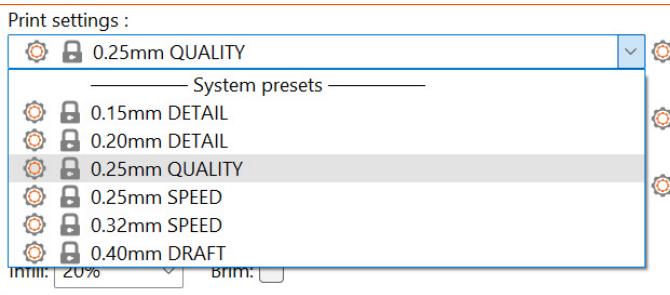 Print settings :
0.25mm QUALITY
System presets
0.15mm DETAIL
0.20mm DETAIL
0.25mm QUALITY
0.25mm SPEED
0.32mm SPEED
0.40mm DRAFT
Infill: 20% Brim: